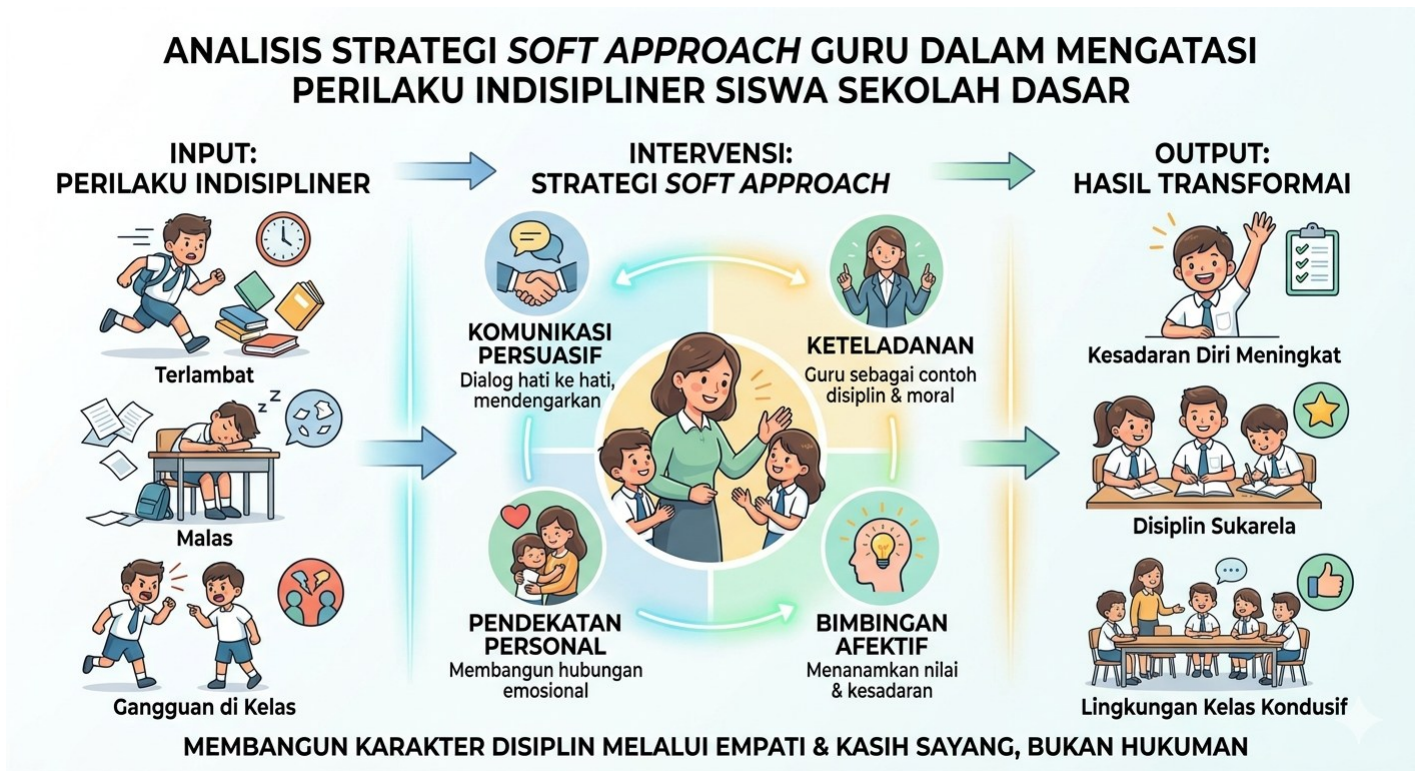 ANALISIS STRATEGI SOFT APPROACH GURU DALAM MENGATASI
PERILAKU INDISIPLINER SISWA SEKOLAH DASAR
INPUT:
PERILAKU INDISIPLINER
Terlambat
z z
Malas
Gangguan di Kelas
INTERVENSI:
STRATEGI SOFT APPROACH
KOMUNIKASI
PERSUASIF
Dialog hati ke hati,
mendengarkan
KETELADANAN
Guru sebagai contoh
disiplin & moral
PENDEKATAN
PERSONAL
Membangun hubungan
emosional
BIMBINGAN
AFEKTIF
Menanamkan nilai
& kesadaran
OUTPUT:
HASIL TRANSFORMAI
Kesadaran Diri Meningkat
Disiplin Sukarela
Lingkungan Kelas Kondusif
MEMBANGUN KARAKTER DISIPLIN MELALUI EMPATI & KASIH SAYANG, BUKAN HUKUMAN